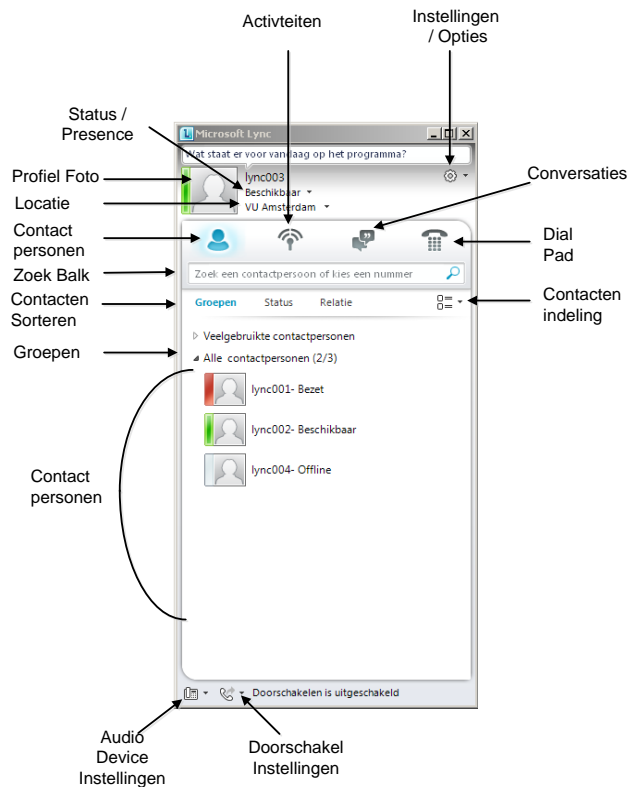 Activteiten
Instellingen
/ Opties
Status /
Presence
Microsoft Lync
Wat staat er voor vandaag op het programma?
Profiel Foto
lync003
Conversaties
Beschikbaar
Locatie
VU Amsterdam
Contact
personen
Dial
Pad
Zoek Balk
Zoek een contactpersoon of kies een nummer
Contacten
Sorteren
Groepen Status Relatie
Contacten
indeling
Veelgebruikte contactpersonen
Groepen
Alle contactpersonen (2/3)
lync001- Bezet
lync002- Beschikbaar
lync004- Offline
Contact
personen
Doorschakelen is uitgeschakeld
Audio
Device
Instellingen
Doorschakel
Instellingen